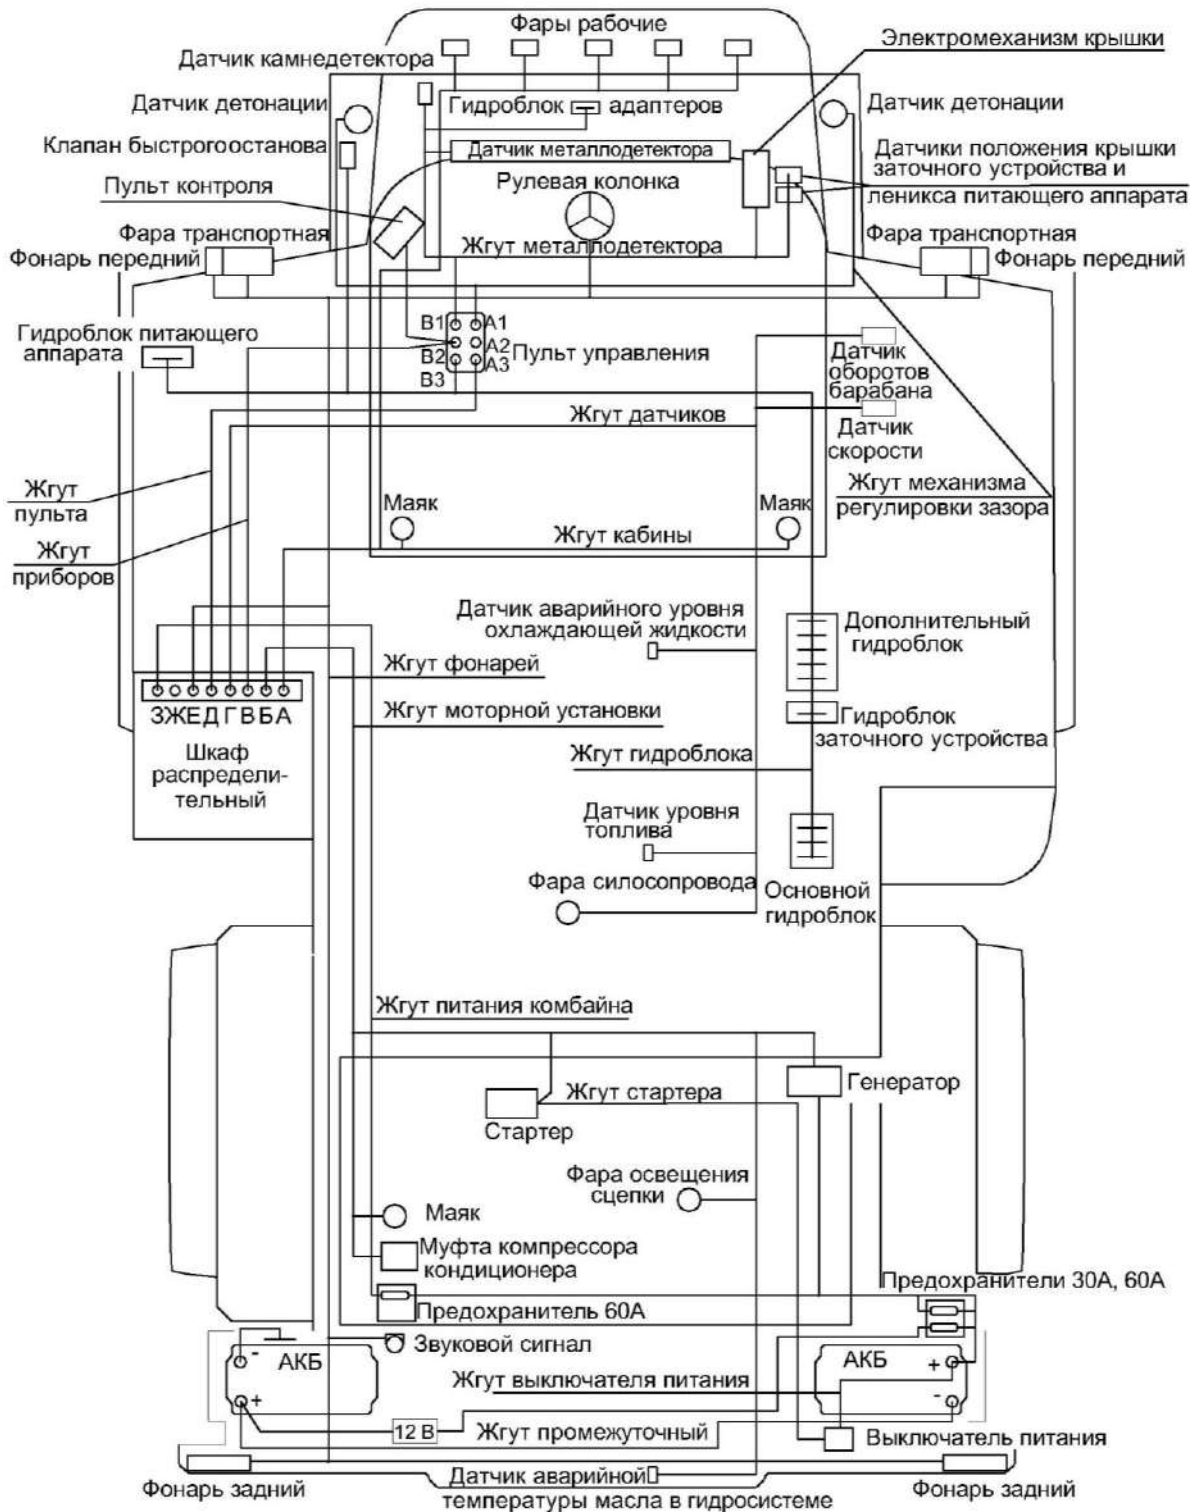 Фары рабочие
Электромеханизм крышки
Датчик камнедетектора
Датчик детонации
Гидроблок адаптеров
Датчик детонации
Клапан быстрого останова
Датчик металлодетектора
Датчики положения крышки
заточного устройства и
леникса питающего аппарата
Пульт контроля
Рулевая колонка
Фара транспортная
Жгут металлодетектора
Фара транспортная
Фонарь передний
Фонарь передний
В1 А1
Гидроблок питающего
аппарата
А2
Пульт управления
В2 А3
В3
Датчик
оборотов
барабана
Жгут датчиков
Датчик
скорости
Жгут
пульта
Маяк
Маяк
Жгут механизма
регулировки зазора
Жгут кабины
Жгут
приборов
Датчик аварийного уровня
охлаждающей жидкости
Дополнительный
гидроблок
Жгут фонарей
ЗЖЕДГВБА
Жгут моторной установки
Гидроблок
заточного устройства
Шкаф
распредели-
тельный
Жгут гидроблока
Датчик уровня
топлива
Фара силосопровода
Основной
гидроблок
Жгут питания комбайна
Генератор
Жгут стартера
Стартер
Фара освещения
сцепки
Маяк
Муфта компрессора
кондиционера
Предохранители 30А, 60А
Предохранитель 60А
Звуковой сигнал
- АКБ
АКБ +
Жгут выключателя питания
+
-
12 В
Жгут промежуточный
Выключатель питания
Фонарь задний
Датчик аварийной
температуры масла в гидросистеме
Фонарь задний